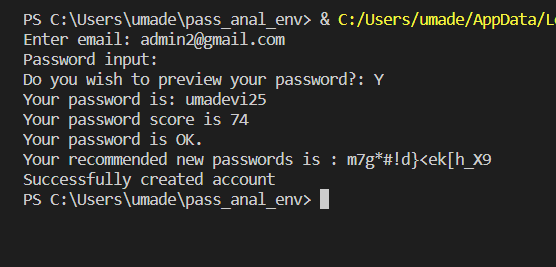 PS C:\Users\umade\pass_anal_env> & C:/Users/umade/AppData/L
Enter email: admin2@gmail.com
Password input:
Do you wish to preview your password?: Y
Your password is: umadevi25
Your password score is 74
Your password is OK.
Your recommended new passwords is : m7g*#!d}<ek[h_X9
Successfully created account
PS C:\Users\umade\pass_anal_env>